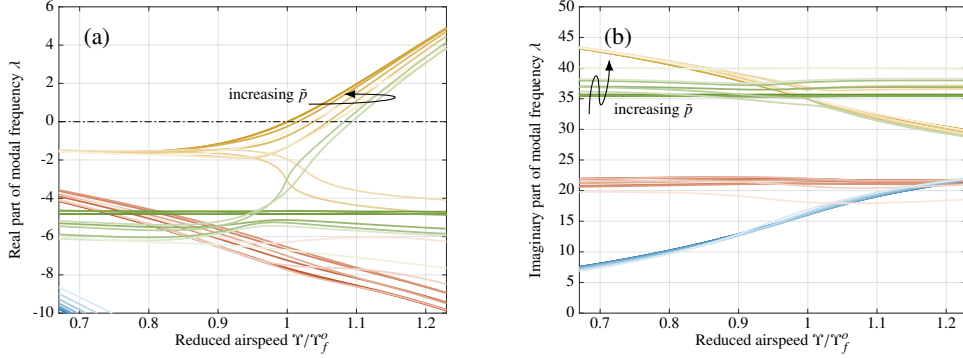 (a)
increasing p̃
6
4
2
0
-2
-4
-6
-8
-10
0.7 0.8 0.9 1 1.1 1.2
Real part of modal frequency λ
Reduced airspeed Υ/Υ_f^o
(b)
increasing p̃
50
45
40
35
30
25
20
15
10
5
0
0.7 0.8 0.9 1 1.1 1.2
Imaginary part of modal frequency λ
Reduced airspeed Υ/Υ_f^o